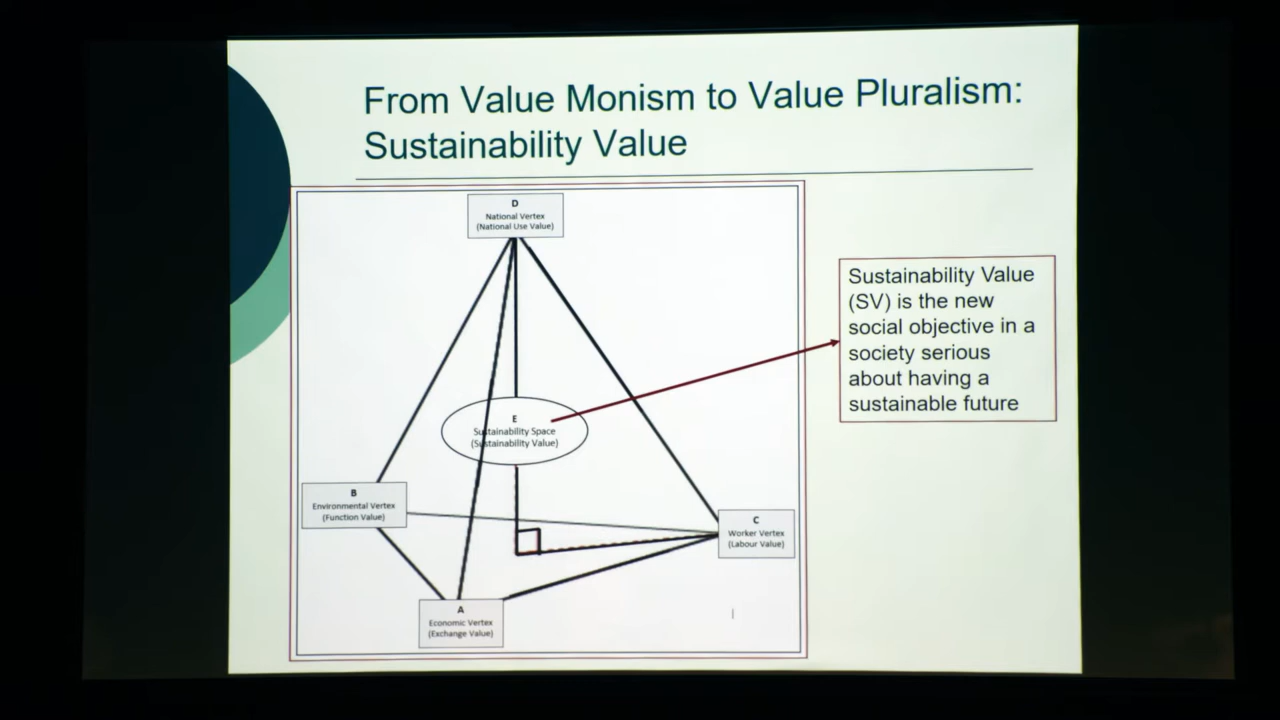 From Value Monism to Value Pluralism:
Sustainability Value
D
National Vertex
(National Use Value)
Sustainability Value
(SV) is the new
social objective in a
society serious
about having a
sustainable future
E
Sustainability Space
(Sustainability Value)
B
Environmental Vertex
(Function Value)
C
Worker Vertex
(Labour Value)
A
Economic Vertex
(Exchange Value)